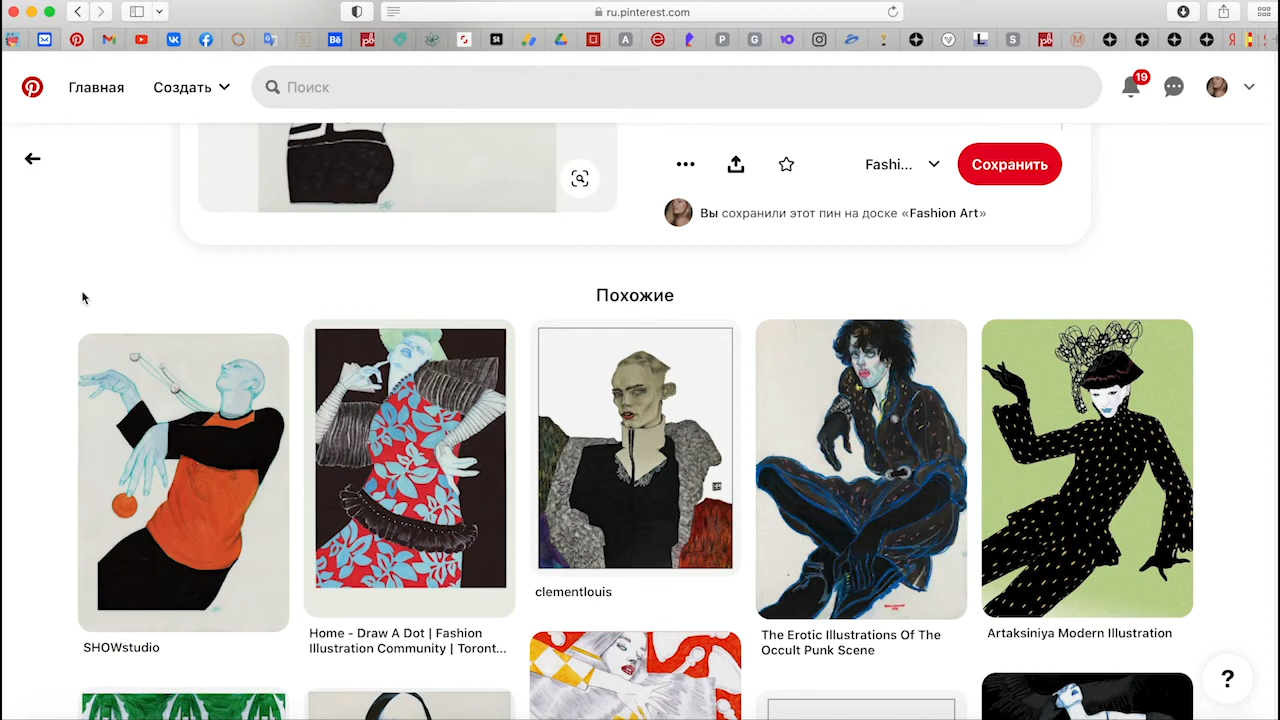 ru.pinterest.com
Главная
Создать
Поиск
19
Fashi...
Сохранить
Вы сохранили этот пин на доске «Fashion Art»
Похожие
SHOWstudio
Home - Draw A Dot | Fashion
Illustration Community | Toront...
clementlouis
The Erotic Illustrations Of The
Occult Punk Scene
Artaksiniya Modern Illustration
?